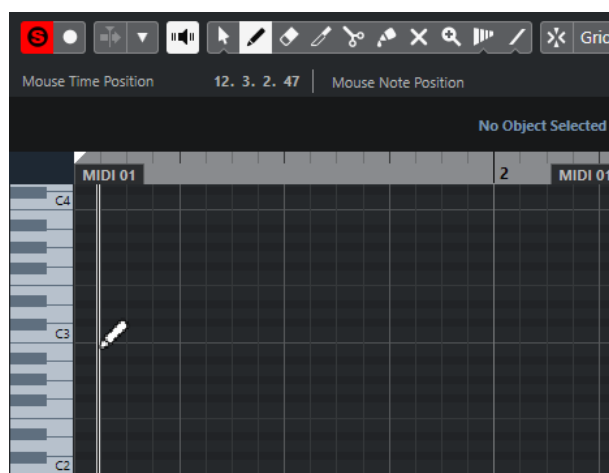 S Grid
Mouse Time Position 12. 3. 2. 47 Mouse Note Position
No Object Selected
MIDI 01 2 MIDI 01
C4
C3
C2